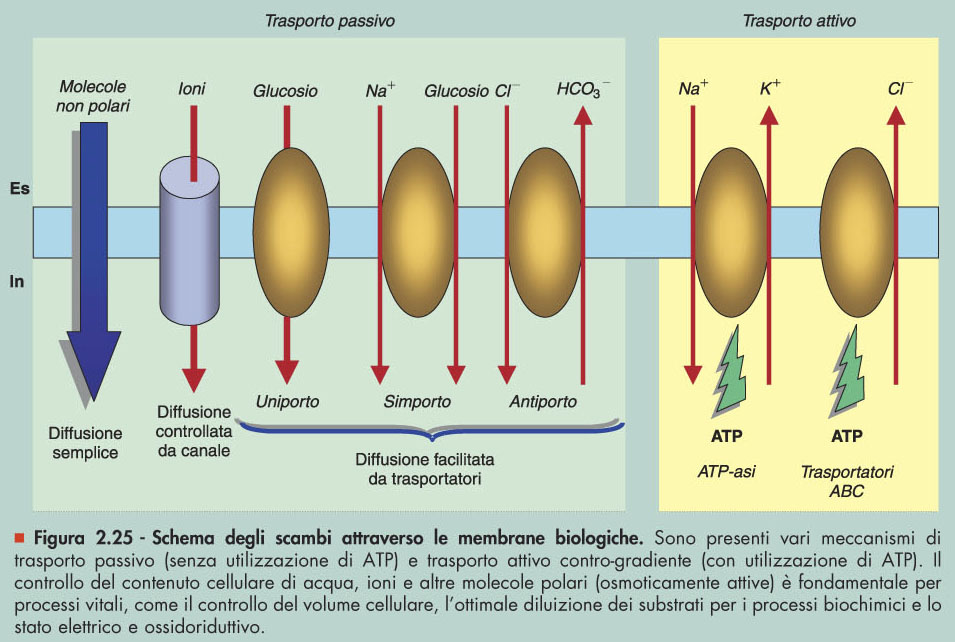 Trasporto passivo
Trasporto attivo
Molecole
non polari
Ioni
Glucosio
Na⁺
Glucosio
Cl⁻
HCO₃⁻
Na⁺
K⁺
Cl⁻
Es
In
Uniporto
Simporto
Antiporto
Diffusione
semplice
Diffusione
controllata
da canale
Diffusione facilitata
da trasportatori
ATP
ATP
ATP-asi
Trasportatori
ABC
Figura 2.25 - Schema degli scambi attraverso le membrane biologiche. Sono presenti vari meccanismi di
trasporto passivo (senza utilizzazione di ATP) e trasporto attivo contro-gradiente (con utilizzazione di ATP). Il
controllo del contenuto cellulare di acqua, ioni e altre molecole polari (osmoticamente attive) è fondamentale per
processi vitali, come il controllo del volume cellulare, l'ottimale diluizione dei substrati per i processi biochimici e lo
stato elettrico e ossidoriduttivo.